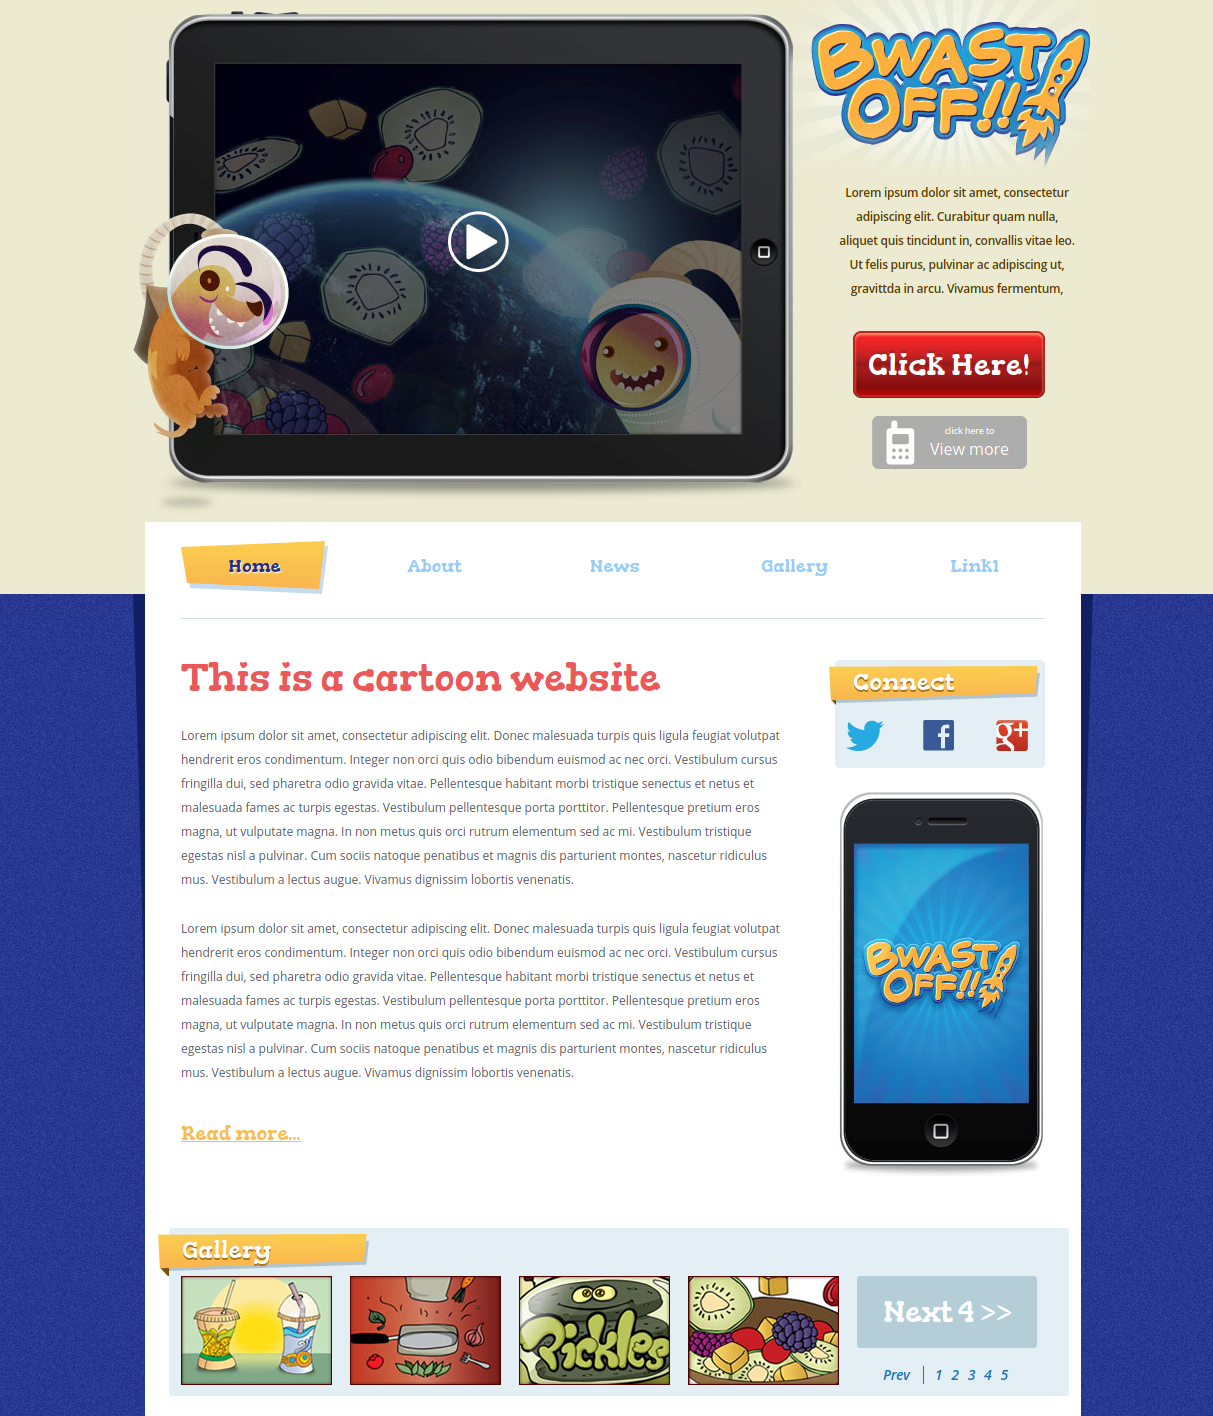 BWAST
OFF!!
Lorem ipsum dolor sit amet, consectetur
adipiscing elit. Curabitur quam nulla,
aliquet quis tincidunt in, convallis vitae leo.
Ut felis purus, pulvinar ac adipiscing ut,
gravittda in arcu. Vivamus fermentum,
Click Here!
click here to
View more
Home About News Gallery Link1
This is a cartoon website
Connect
Lorem ipsum dolor sit amet, consectetur adipiscing elit. Donec malesuada turpis quis ligula feugiat volutpat
hendrerit eros condimentum. Integer non orci quis odio bibendum euismod ac nec orci. Vestibulum cursus
fringilla dui, sed pharetra odio gravida vitae. Pellentesque habitant morbi tristique senectus et netus et
malesuada fames ac turpis egestas. Vestibulum pellentesque porta porttitor. Pellentesque pretium eros
magna, ut vulputate magna. In non metus quis orci rutrum elementum sed ac mi. Vestibulum tristique
egestas nisl a pulvinar. Cum sociis natoque penatibus et magnis dis parturient montes, nascetur ridiculus
mus. Vestibulum a lectus augue. Vivamus dignissim lobortis venenatis.
Lorem ipsum dolor sit amet, consectetur adipiscing elit. Donec malesuada turpis quis ligula feugiat volutpat
hendrerit eros condimentum. Integer non orci quis odio bibendum euismod ac nec orci. Vestibulum cursus
fringilla dui, sed pharetra odio gravida vitae. Pellentesque habitant morbi tristique senectus et netus et
malesuada fames ac turpis egestas. Vestibulum pellentesque porta porttitor. Pellentesque pretium eros
magna, ut vulputate magna. In non metus quis orci rutrum elementum sed ac mi. Vestibulum tristique
egestas nisl a pulvinar. Cum sociis natoque penatibus et magnis dis parturient montes, nascetur ridiculus
mus. Vestibulum a lectus augue. Vivamus dignissim lobortis venenatis.
Read more...
f
g+
BWAST
OFF!!
Gallery
Pickles
Next 4 >>
Prev | 1 2 3 4 5